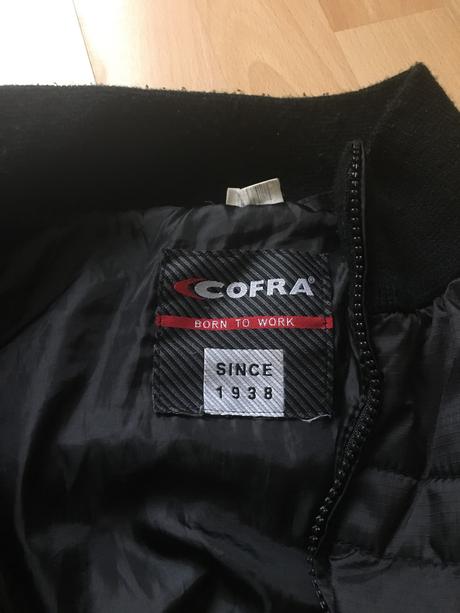 COFRA®
BORN TO WORK
SINCE
1938